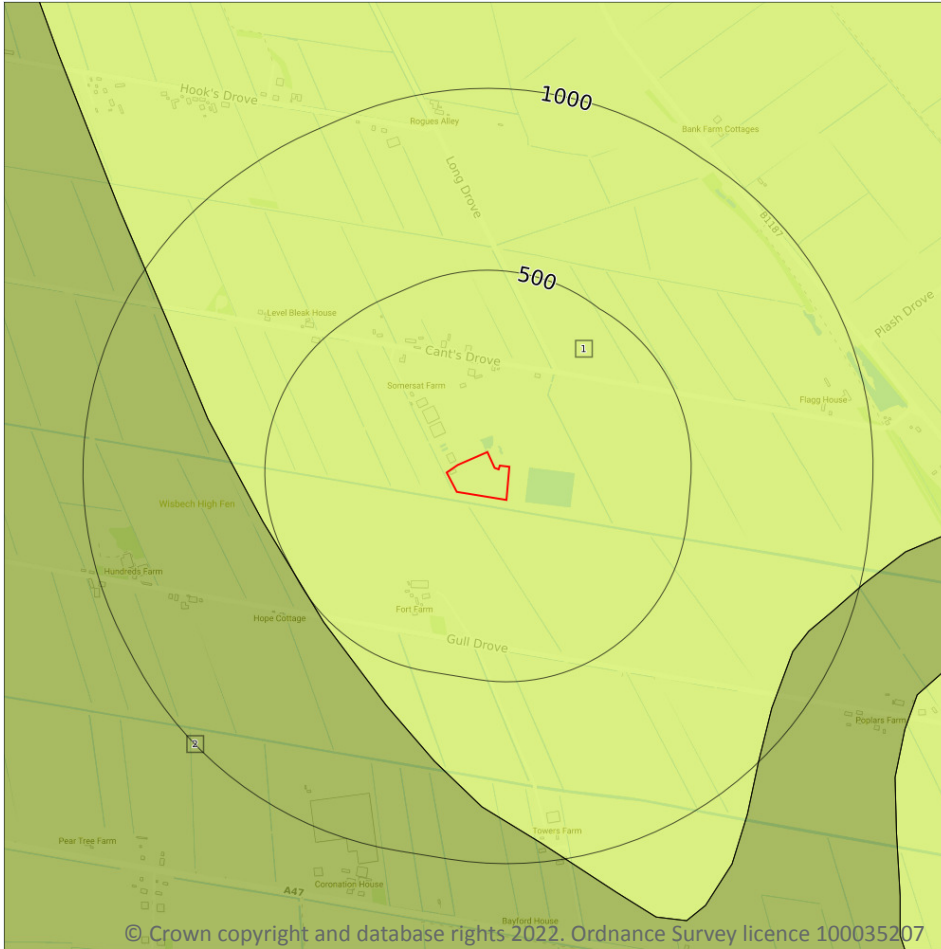 Hook's Drove
1000
Rogues Alley
Bank Farm Cottages
Long Drove
B1187
500
Plash Drove
Level Bleak House
1
Cant's Drove
Somersat Farm
Flagg House
Wisbech High Fen
Hundreds Farm
Hope Cottage
Fort Farm
Gull Drove
Poplars Farm
2
Towers Farm
Pear Tree Farm
Coronation House
A47
Bayford House
© Crown copyright and database rights 2022. Ordnance Survey licence 100035207